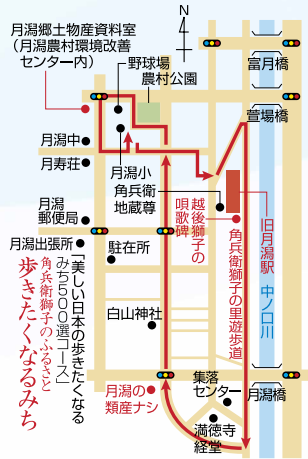 N
月潟郷土物産資料室
（月潟農村環境改善
センター内）
野球場
農村公園
富月橋
萱場橋
月潟中
月寿荘
月潟小
角兵衛
地蔵尊
月潟
郵便局
越後獅子の
唄歌碑
角兵衛獅子の里遊歩道
旧月潟駅
中ノ口川
月潟出張所
駐在所
白山神社
「美しい日本の歩きたくなる
みち500選コース」
角兵衛獅子のふるさと
歩きたくなるみち
月潟の
類産ナシ
集落
センター
満徳寺
経堂
月潟橋